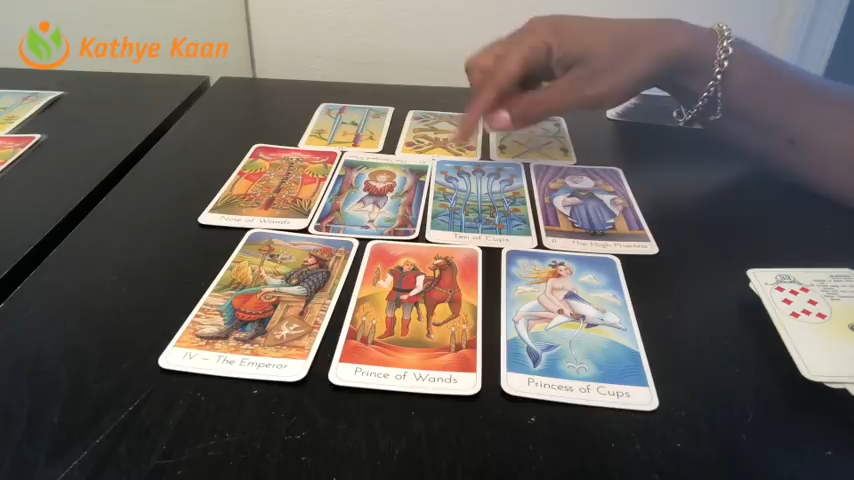 Kathye Kaan
Nine of Wands
Ten of Cups
II - The High Priestess
IV - The Emperor
Prince of Wands
Princess of Cups